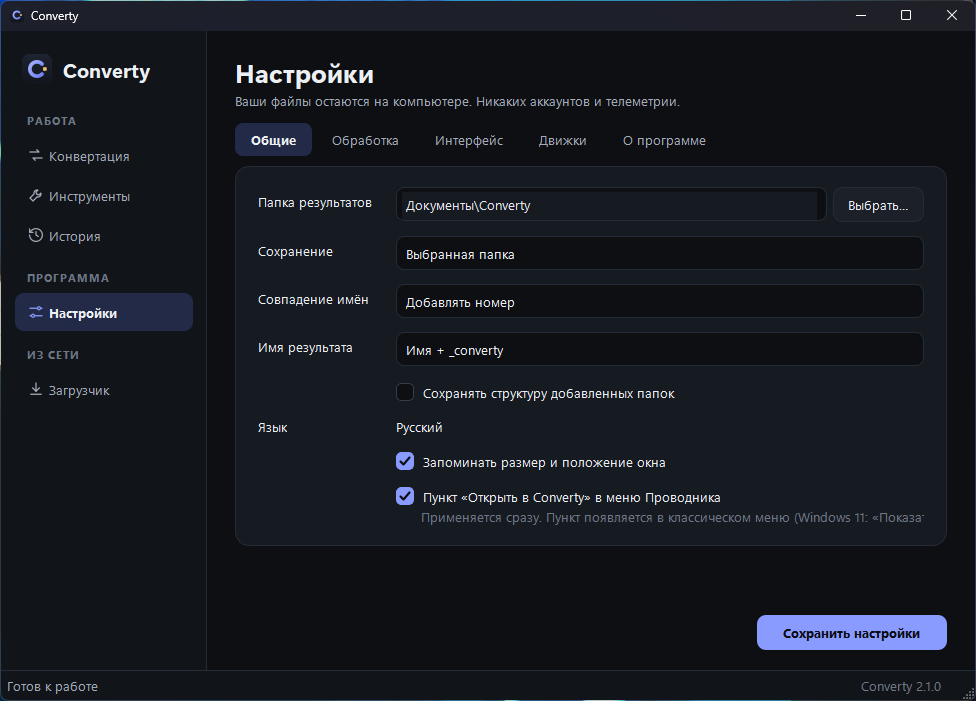 Converty
Converty
РАБОТА
Конвертация
Инструменты
История
ПРОГРАММА
Настройки
ИЗ СЕТИ
Загрузчик
Настройки
Ваши файлы остаются на компьютере. Никаких аккаунтов и телеметрии.
Общие Обработка Интерфейс Движки О программе
Папка результатов Документы\Converty Выбрать...
Сохранение Выбранная папка
Совпадение имён Добавлять номер
Имя результата Имя + _converty
Сохранять структуру добавленных папок
Язык Русский
Запоминать размер и положение окна
Пункт «Открыть в Converty» в меню Проводника
Применяется сразу. Пункт появляется в классическом меню (Windows 11: «Показат
Сохранить настройки
Готов к работе Converty 2.1.0